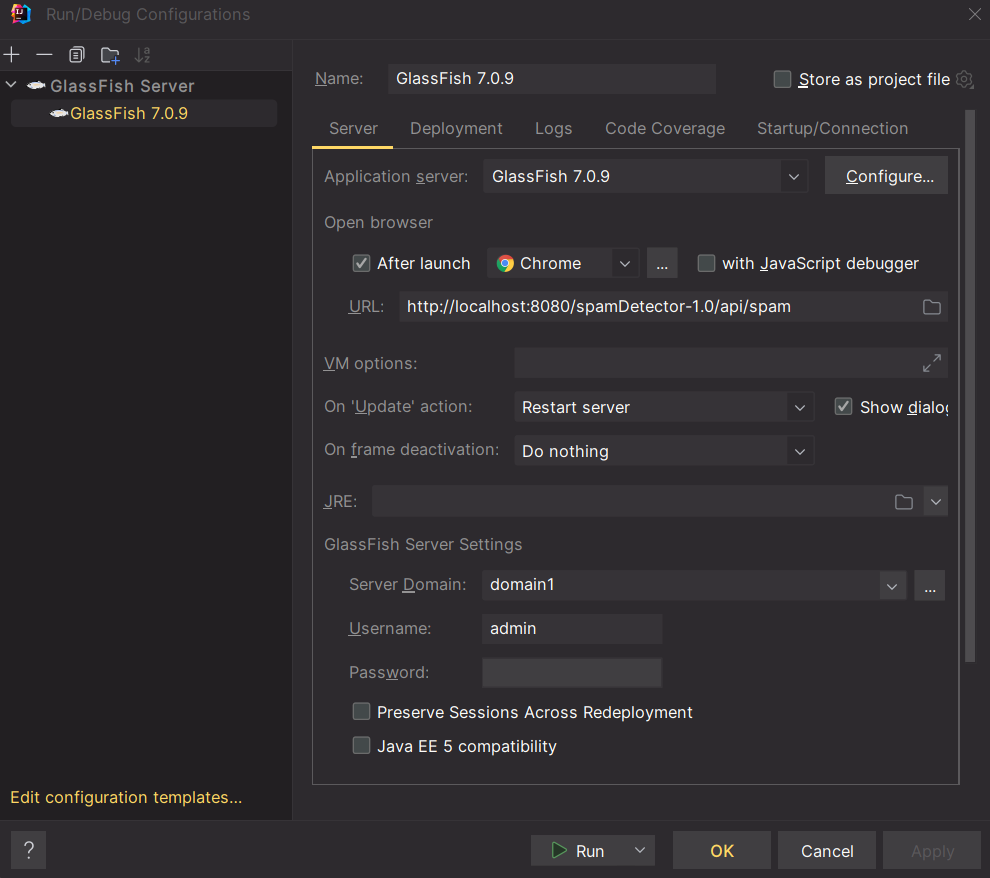 Run/Debug Configurations
GlassFish Server
GlassFish 7.0.9
Edit configuration templates...
Name: GlassFish 7.0.9 Store as project file
Server Deployment Logs Code Coverage Startup/Connection
Application server: GlassFish 7.0.9 Configure...
Open browser
After launch Chrome ... with JavaScript debugger
URL: http://localhost:8080/spamDetector-1.0/api/spam
VM options:
On 'Update' action: Restart server Show dialog
On frame deactivation: Do nothing
JRE:
GlassFish Server Settings
Server Domain: domain1 ...
Username: admin
Password:
Preserve Sessions Across Redeployment
Java EE 5 compatibility
? Run OK Cancel Apply